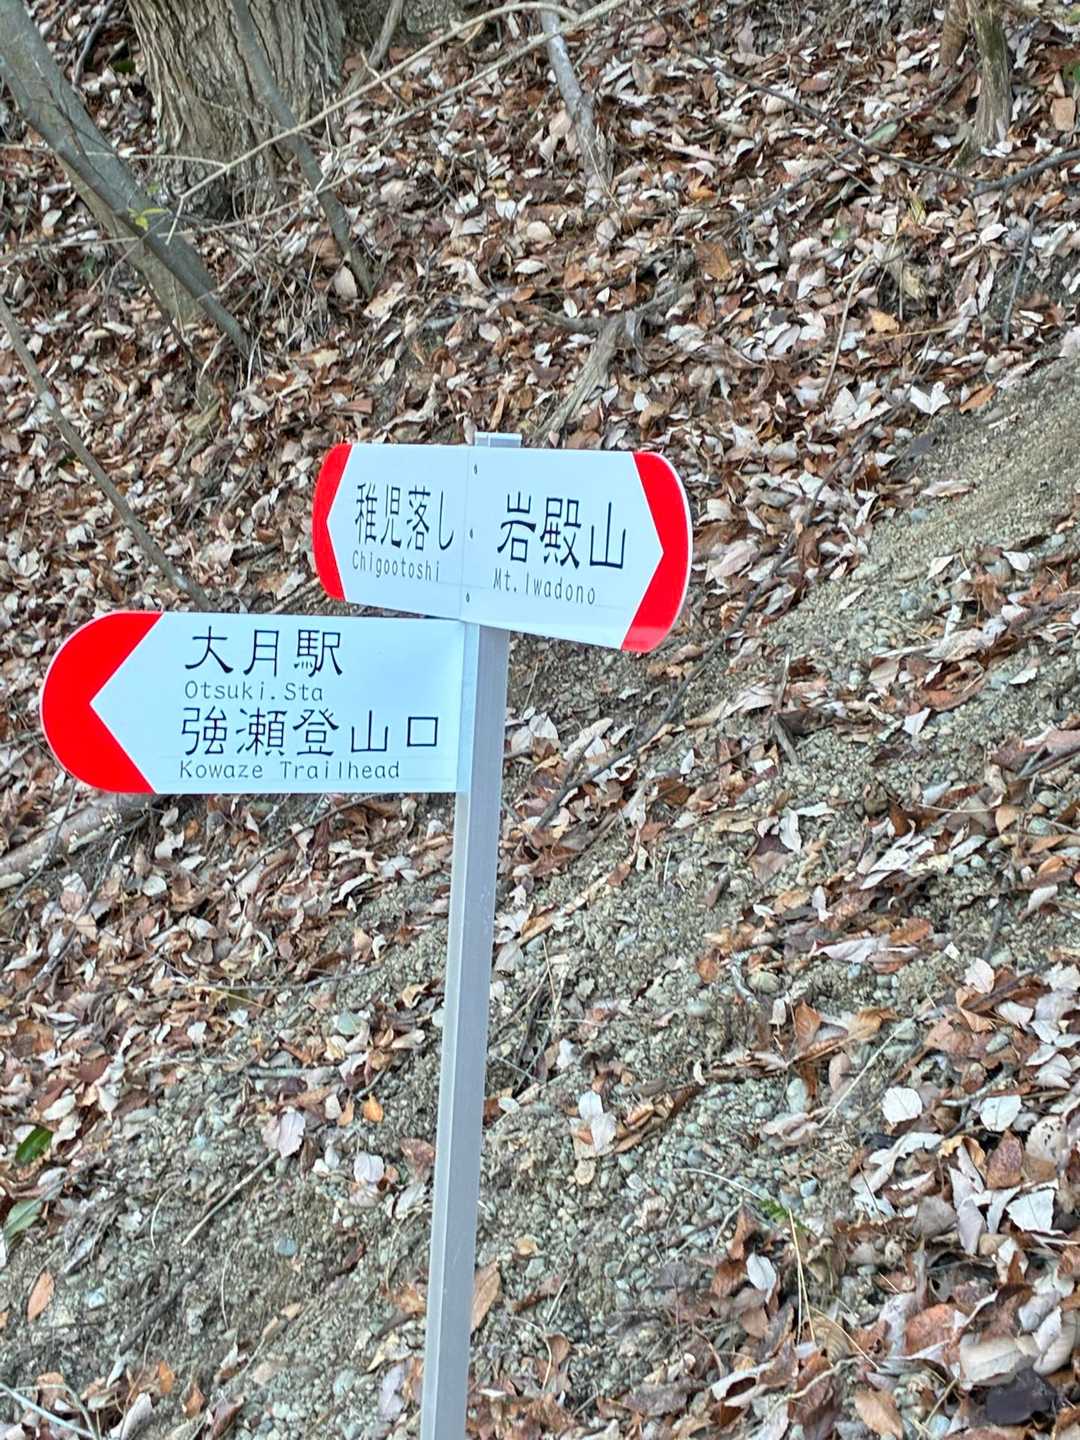 稚児落し
Chigootoshi
岩殿山
Mt.Iwadono
大月駅
Otsuki.Sta
強瀬登山口
Kowaze Trailhead